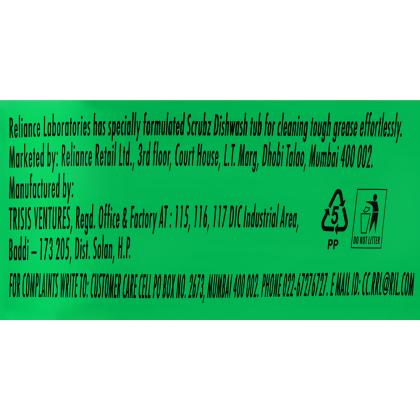 Reliance Laboratories has specially formulated Scrubz Dishwash tub for cleaning tough grease effortlessly.
Marketed by: Reliance Retail Ltd., 3rd floor, Court House, L.T. Marg, Dhobi Talao, Mumbai 400 002.
Manufactured by:
TRISIS VENTURES, Regd. Office & Factory AT : 115, 116, 117 DIC Industrial Area,
Baddi – 173 205, Dist. Solan, H.P.
5
PP
DO NOT LITTER
FOR COMPLAINTS WRITE TO: CUSTOMER CARE CELL PO BOX NO. 2673, MUMBAI 400 002. PHONE 022-67276727. E MAIL ID: CC.RRL@RIL.COM